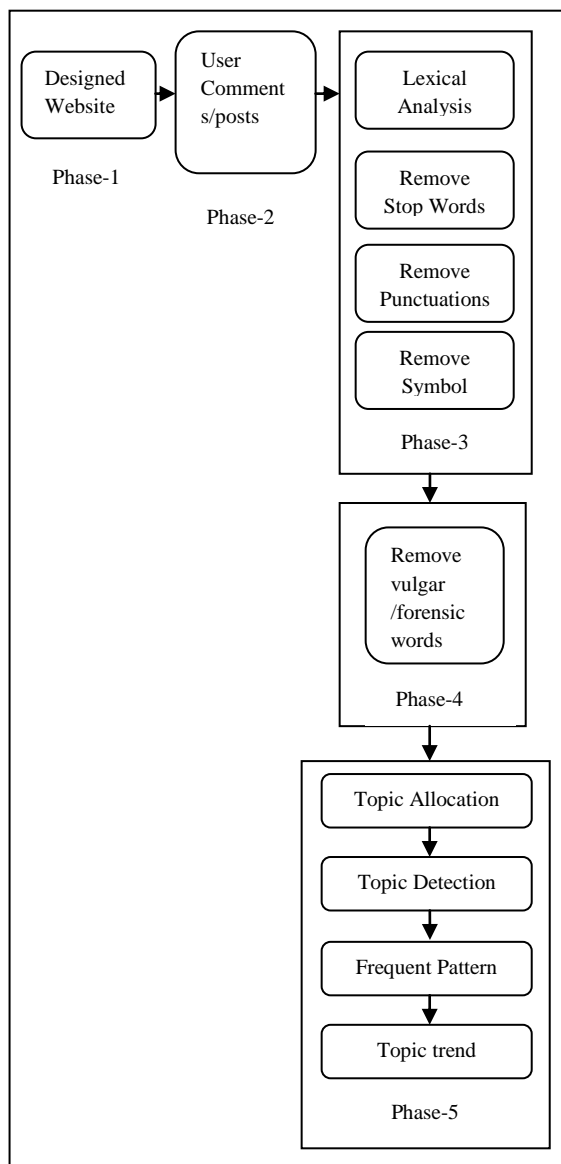 Designed
Website
Phase-1
User
Comment
s/posts
Phase-2
Lexical
Analysis
Remove
Stop Words
Remove
Punctuations
Remove
Symbol
Phase-3
Remove
vulgar
/forensic
words
Phase-4
Topic Allocation
Topic Detection
Frequent Pattern
Topic trend
Phase-5